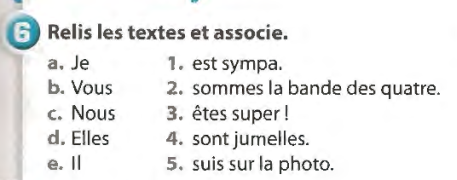 6 Relis les textes et associe.
a. Je 1. est sympa.
b. Vous 2. sommes la bande des quatre.
c. Nous 3. êtes super !
d. Elles 4. sont jumelles.
e. Il 5. suis sur la photo.